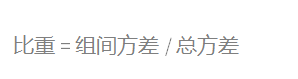 比重 = 组间方差 / 总方差